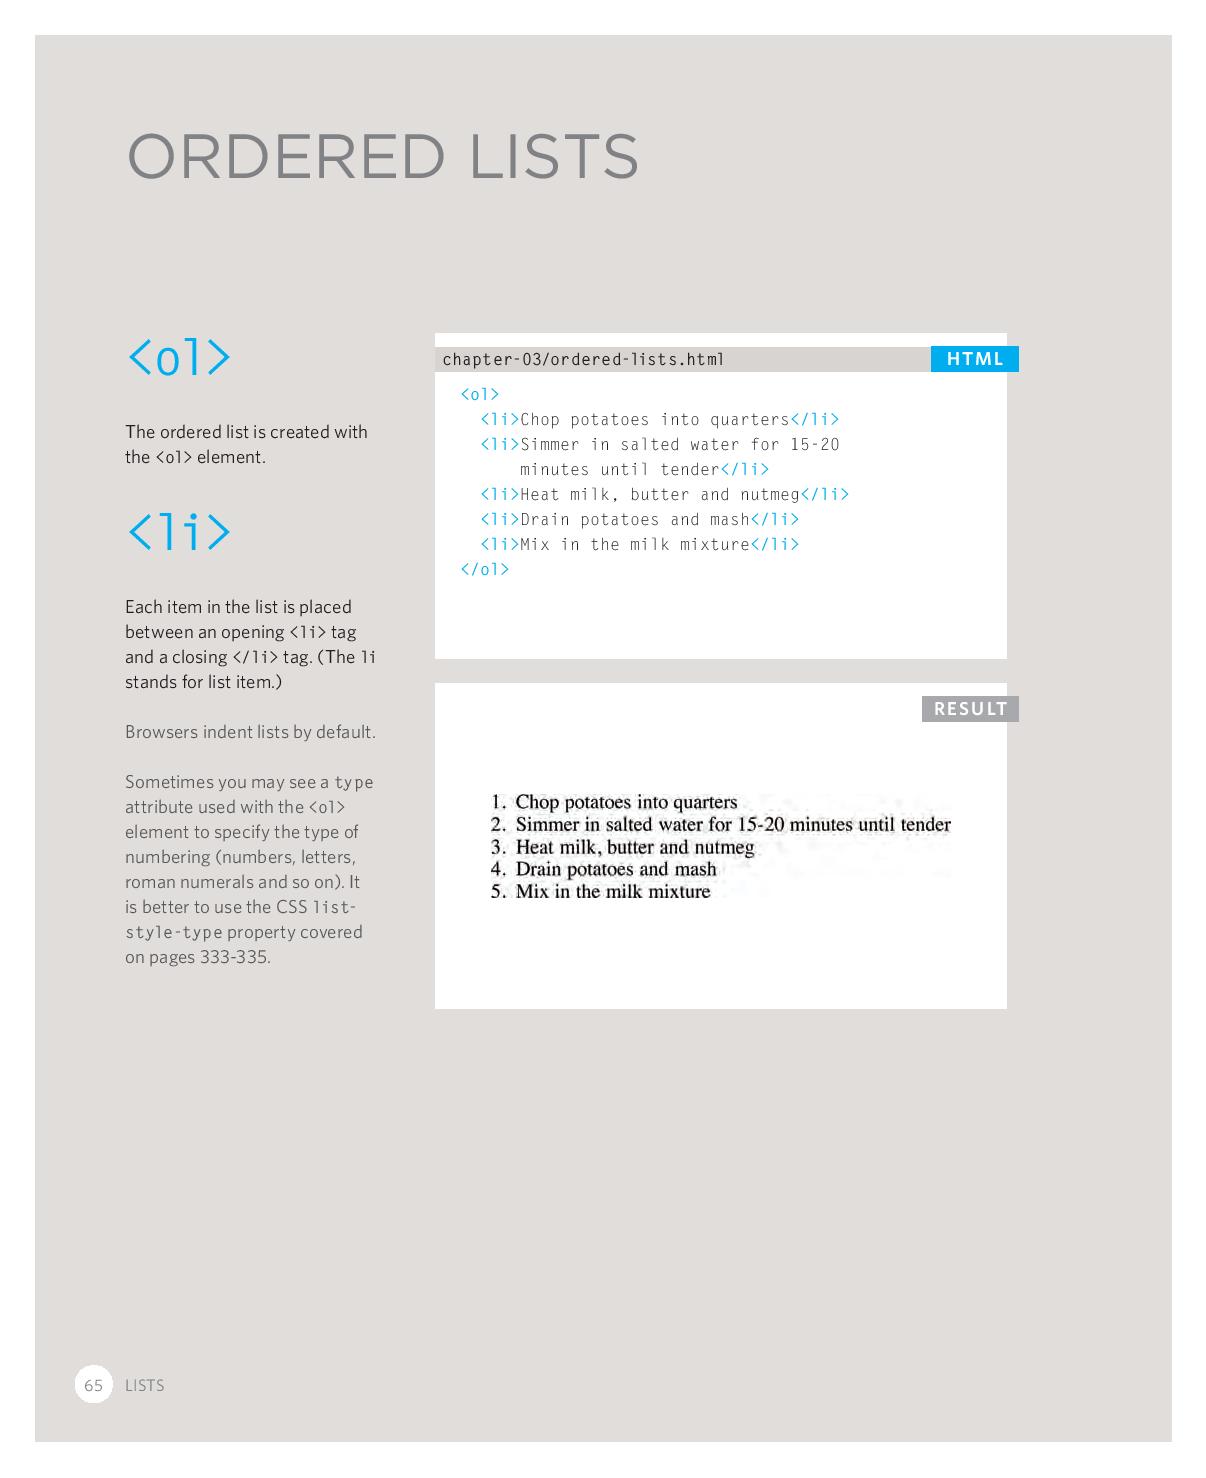 ORDERED LISTS
<ol>
The ordered list is created with
the <ol> element.
<li>
Each item in the list is placed
between an opening <li> tag
and a closing </li> tag. (The li
stands for list item.)
Browsers indent lists by default.
Sometimes you may see a type
attribute used with the <ol>
element to specify the type of
numbering (numbers, letters,
roman numerals and so on). It
is better to use the CSS list-
style-type property covered
on pages 333-335.
chapter-03/ordered-lists.html
HTML
<ol>
<li>Chop potatoes into quarters</li>
<li>Simmer in salted water for 15-20
minutes until tender</li>
<li>Heat milk, butter and nutmeg</li>
<li>Drain potatoes and mash</li>
<li>Mix in the milk mixture</li>
</ol>
RESULT
1. Chop potatoes into quarters
2. Simmer in salted water for 15-20 minutes until tender
3. Heat milk, butter and nutmeg
4. Drain potatoes and mash
5. Mix in the milk mixture
65 LISTS